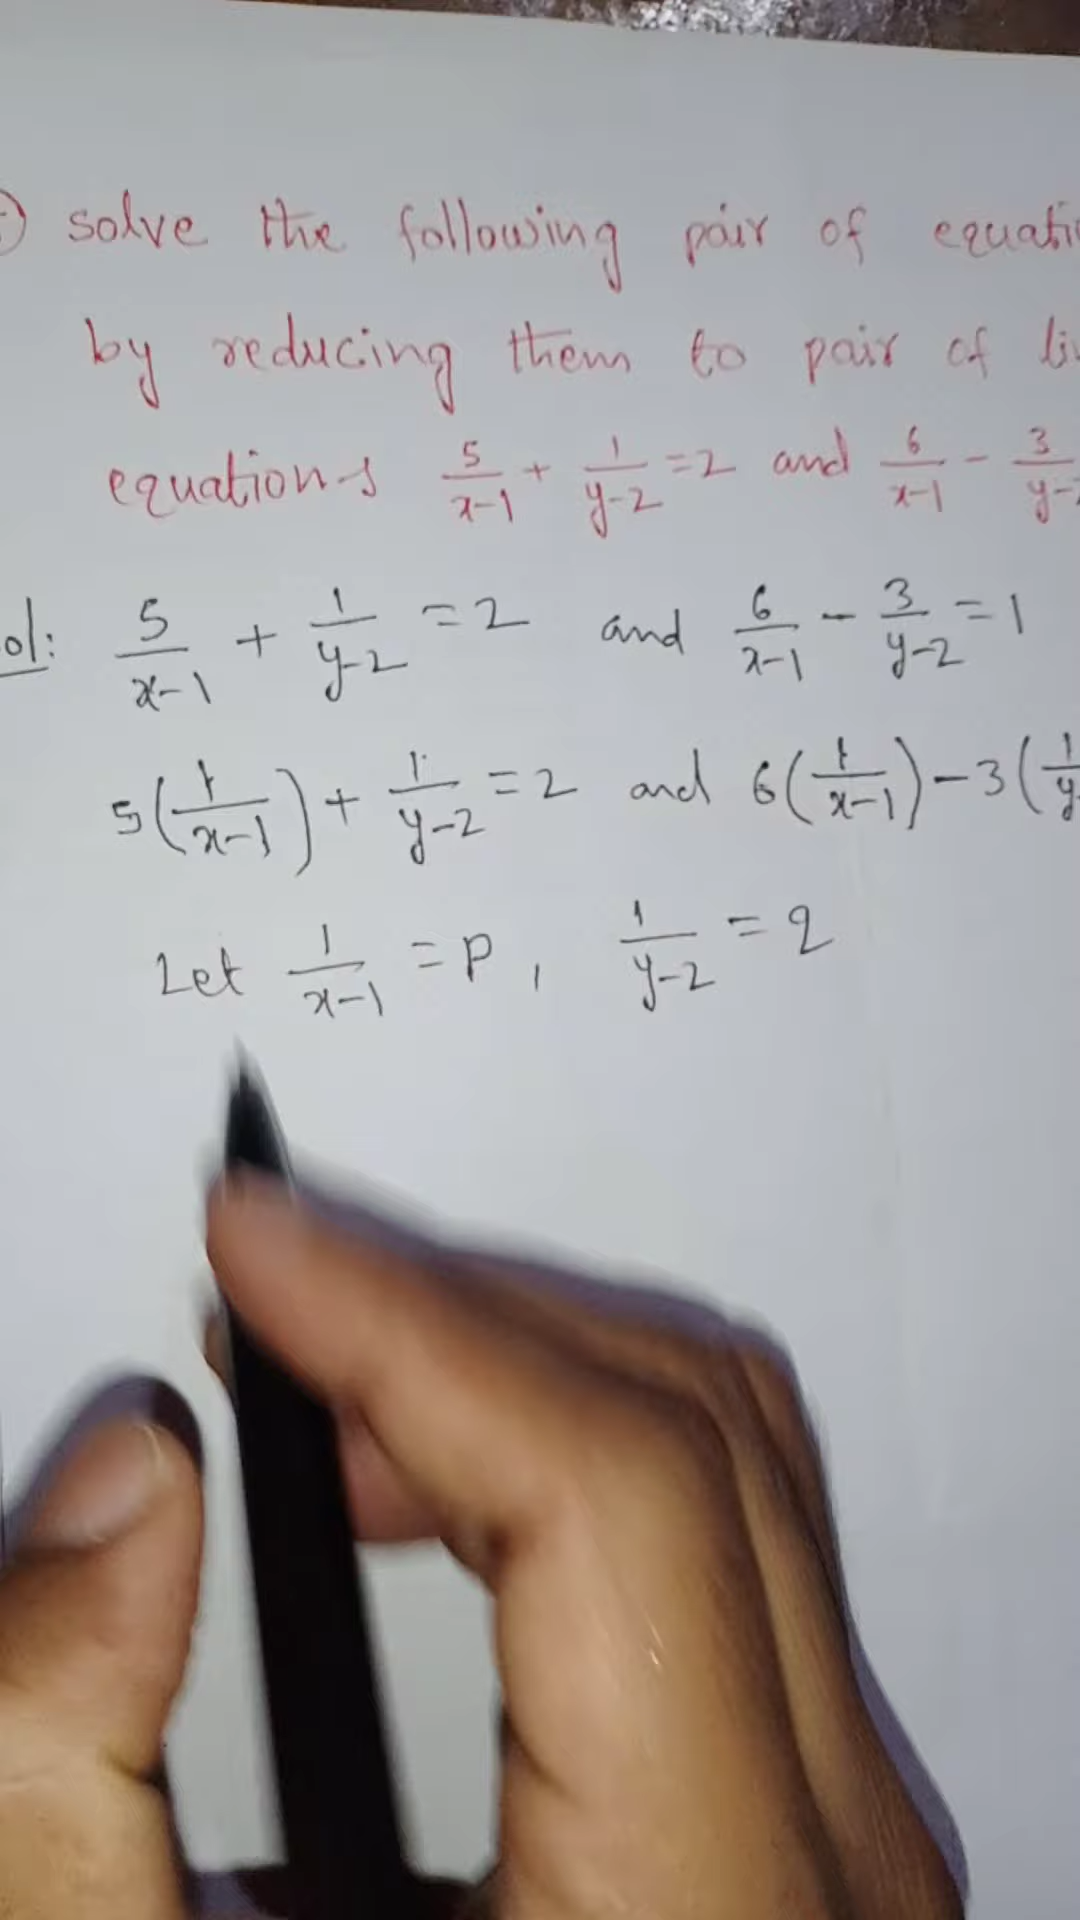 solve the following pair of
by reducing them to pair of
equations 5/(x-1) + 1/(y-2) = 2 and 6/(x-1) - 3/(y-
sol: 5/(x-1) + 1/(y-2) = 2 and 6/(x-1) - 3/(y-2) = 1
5(1/(x-1)) + 1/(y-2) = 2 and 6(1/(x-1)) - 3(1/y
Let 1/(x-1) = P, 1/(y-2) = q